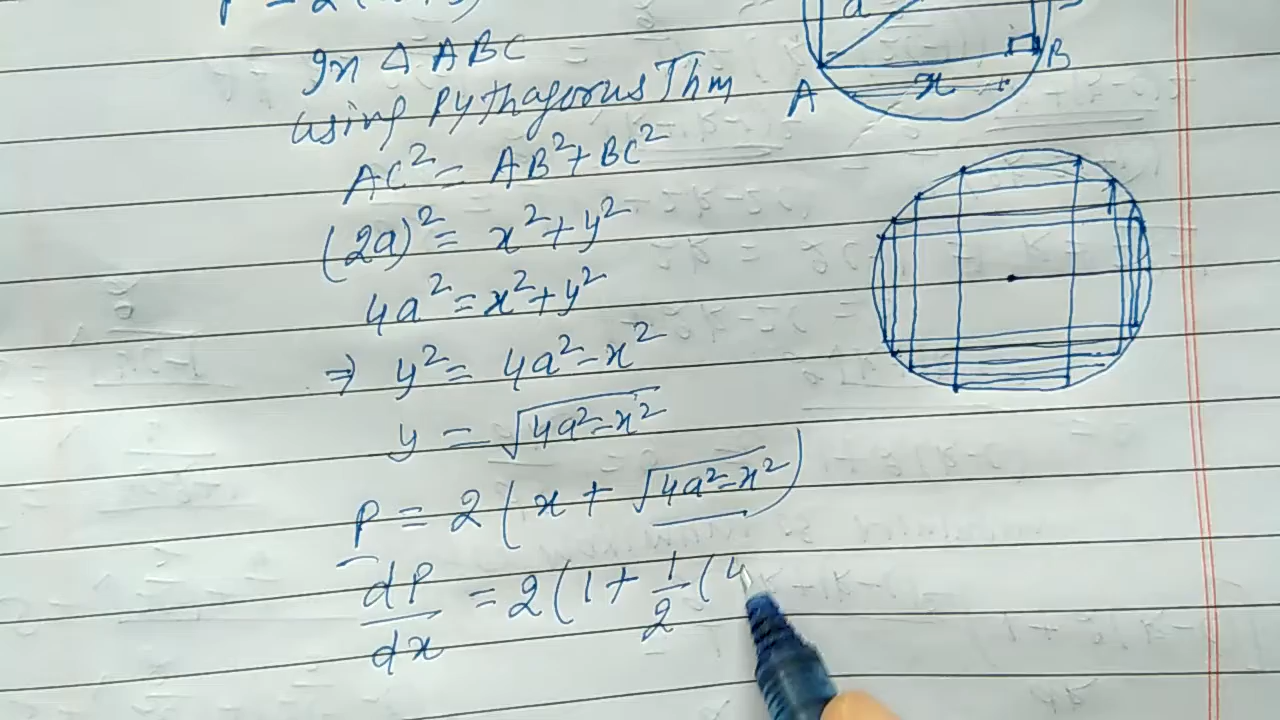 a
In △ ABC
B
using Pythagorus Thm
A
x
AC² = AB² + BC²
(2a)² = x² + y²
4a² = x² + y²
⇒ y² = 4a² - x²
y = √(4a² - x²)
P = 2(x + √(4a² - x²))
dP/dx = 2(1 + 1/2 (4